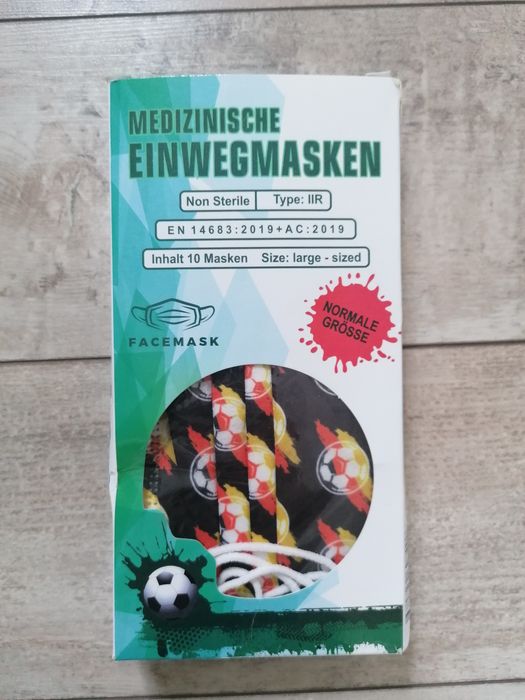 MEDIZINISCHE
EINWEGMASKEN
Non Sterile Type: IIR
EN 14683:2019+AC:2019
Inhalt 10 Masken Size: large - sized
NORMALE
GRÖSSE
FACEMASK